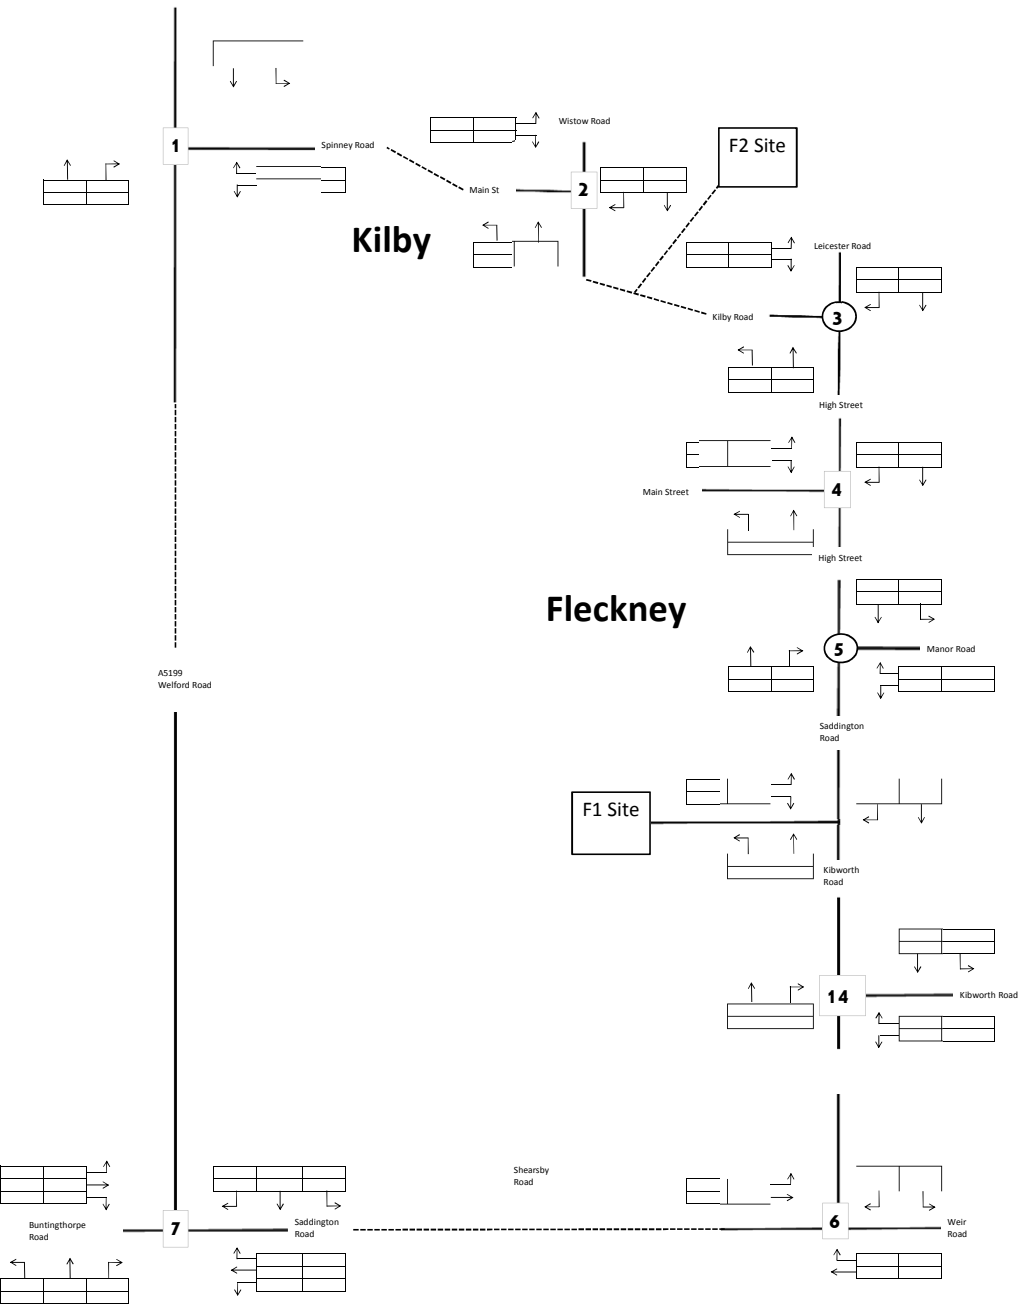 Wistow Road
F2 Site
1
Spinney Road
Main St
2
Kilby
Leicester Road
Kilby Road
3
High Street
Main Street
4
High Street
Fleckney
5
Manor Road
A5199
Welford Road
Saddington
Road
F1 Site
Kibworth
Road
14
Kibworth Road
Shearsby
Road
Buntingthorpe
Road
7
Saddington
Road
6
Weir
Road